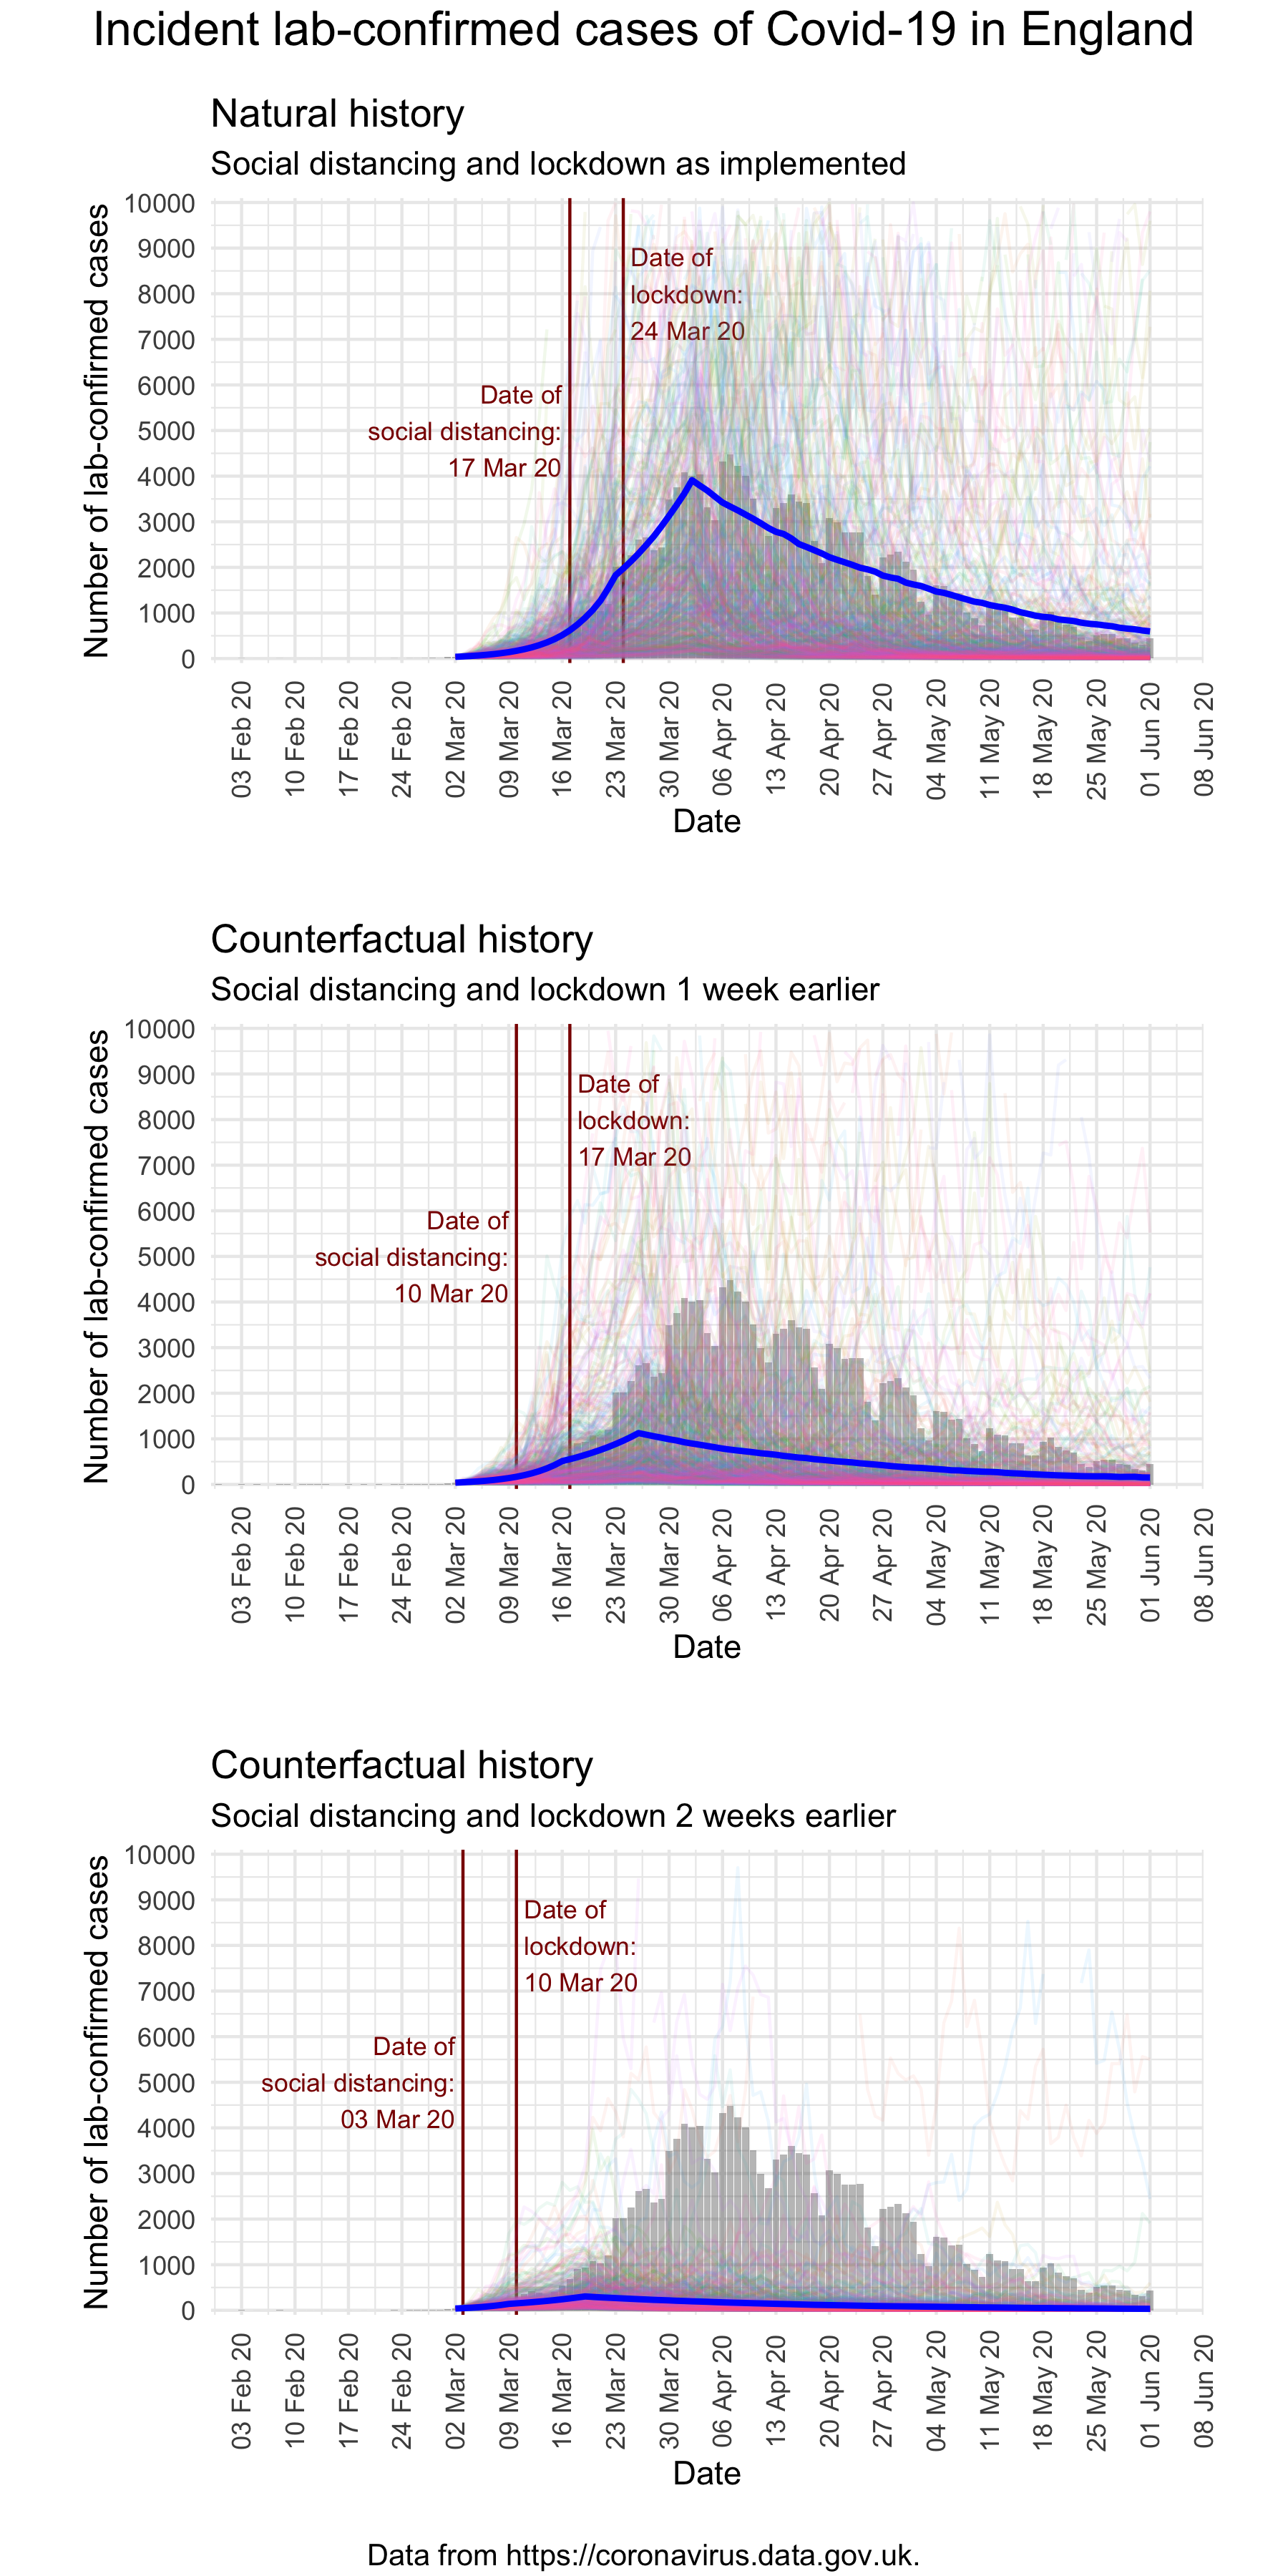 Incident lab-confirmed cases of Covid-19 in England
Natural history
Social distancing and lockdown as implemented
Number of lab-confirmed cases
10000
9000
8000
7000
6000
5000
4000
3000
2000
1000
0
Date of
lockdown:
24 Mar 20
Date of
social distancing:
17 Mar 20
03 Feb 20
10 Feb 20
17 Feb 20
24 Feb 20
02 Mar 20
09 Mar 20
16 Mar 20
23 Mar 20
30 Mar 20
06 Apr 20
13 Apr 20
20 Apr 20
27 Apr 20
04 May 20
11 May 20
18 May 20
25 May 20
01 Jun 20
08 Jun 20
Date
Counterfactual history
Social distancing and lockdown 1 week earlier
Number of lab-confirmed cases
10000
9000
8000
7000
6000
5000
4000
3000
2000
1000
0
Date of
lockdown:
17 Mar 20
Date of
social distancing:
10 Mar 20
03 Feb 20
10 Feb 20
17 Feb 20
24 Feb 20
02 Mar 20
09 Mar 20
16 Mar 20
23 Mar 20
30 Mar 20
06 Apr 20
13 Apr 20
20 Apr 20
27 Apr 20
04 May 20
11 May 20
18 May 20
25 May 20
01 Jun 20
08 Jun 20
Date
Counterfactual history
Social distancing and lockdown 2 weeks earlier
Number of lab-confirmed cases
10000
9000
8000
7000
6000
5000
4000
3000
2000
1000
0
Date of
lockdown:
10 Mar 20
Date of
social distancing:
03 Mar 20
03 Feb 20
10 Feb 20
17 Feb 20
24 Feb 20
02 Mar 20
09 Mar 20
16 Mar 20
23 Mar 20
30 Mar 20
06 Apr 20
13 Apr 20
20 Apr 20
27 Apr 20
04 May 20
11 May 20
18 May 20
25 May 20
01 Jun 20
08 Jun 20
Date
Data from https://coronavirus.data.gov.uk.